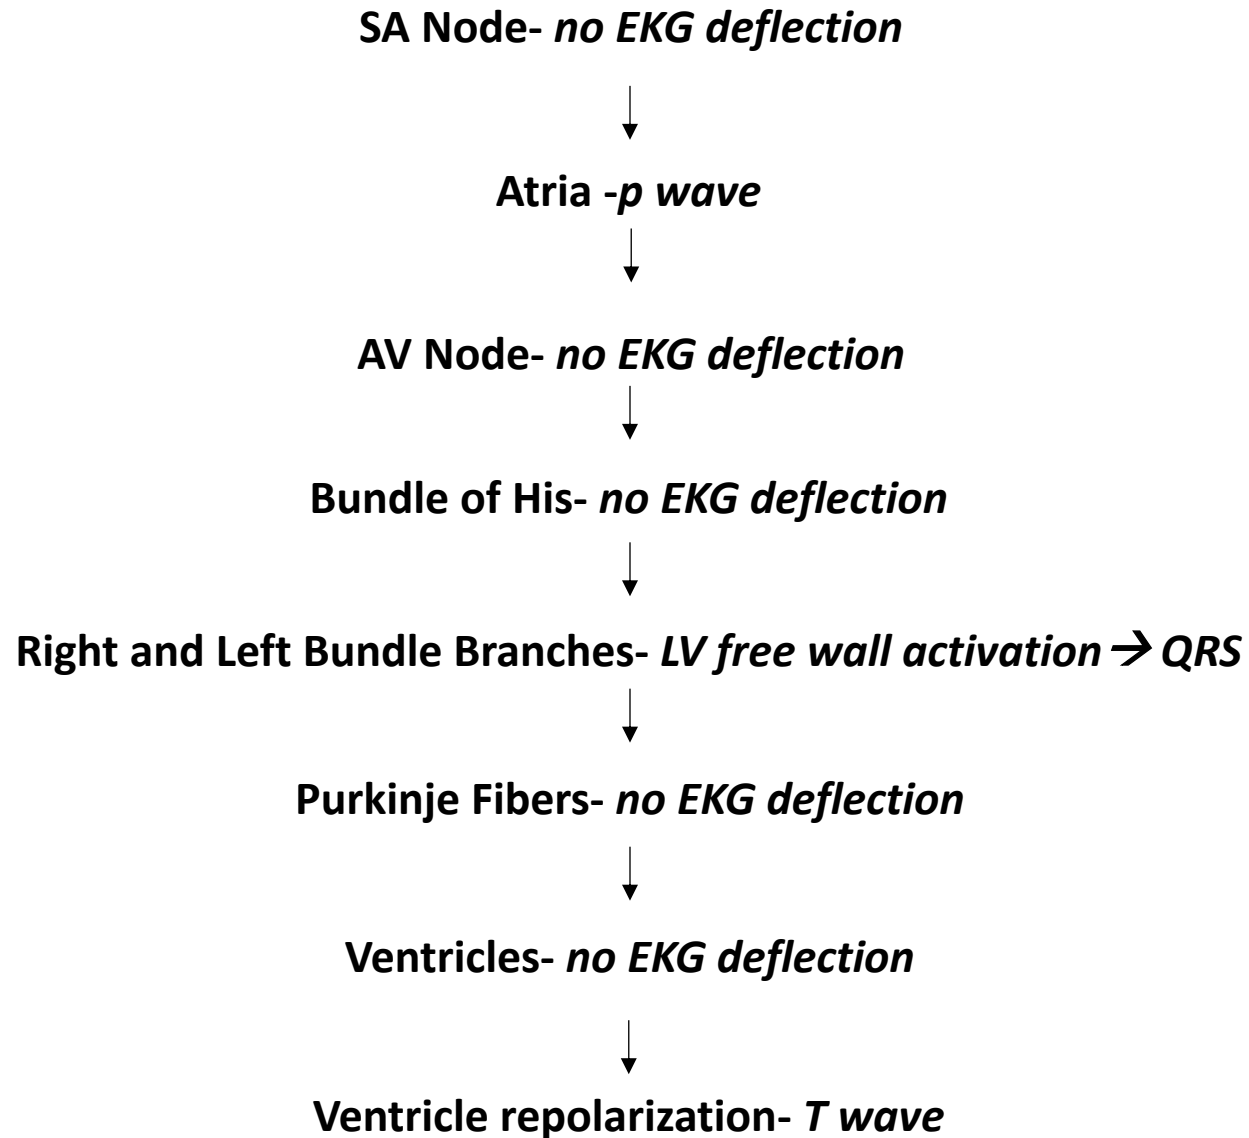 SA Node- no EKG deflection
Atria -p wave
AV Node- no EKG deflection
Bundle of His- no EKG deflection
Right and Left Bundle Branches- LV free wall activation → QRS
Purkinje Fibers- no EKG deflection
Ventricles- no EKG deflection
Ventricle repolarization- T wave